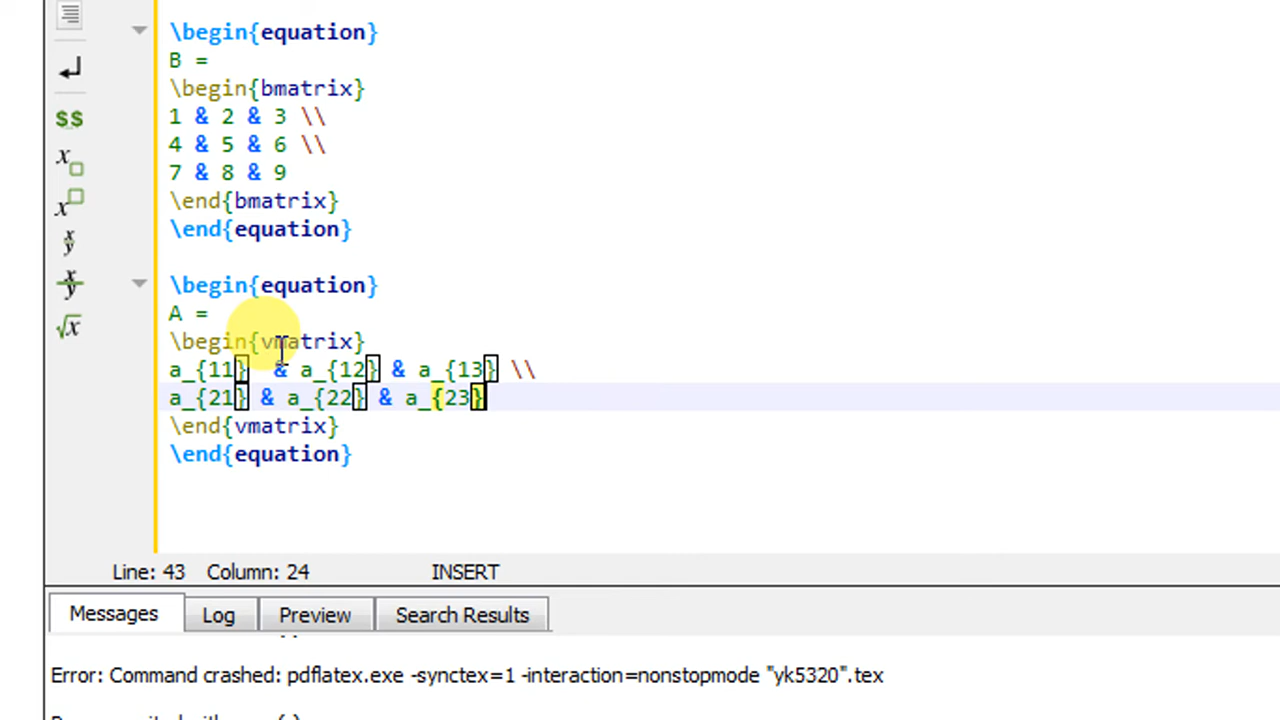 \begin{equation}
B =
\begin{bmatrix}
1 & 2 & 3 \\
4 & 5 & 6 \\
7 & 8 & 9
\end{bmatrix}
\end{equation}
\begin{equation}
A =
\begin{vmatrix}
a_{11}  & a_{12} & a_{13} \\
a_{21} & a_{22} & a_{23}
\end{vmatrix}
\end{equation}
$$
x
x
x
y
x
y
√x
Line: 43 Column: 24 INSERT
Messages Log Preview Search Results
Error: Command crashed: pdflatex.exe -synctex=1 -interaction=nonstopmode "yk5320".tex